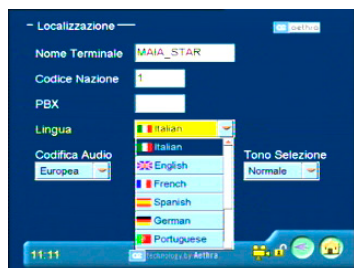 Localizzazione
aethra
Nome Terminale MAIA_STAR
Codice Nazione 1
PBX
Lingua Italian
Italian
Codifica Audio Tono Selezione
English
Europea Normale
French
Spanish
German
Portuguese
11:11 Technology by Aethra